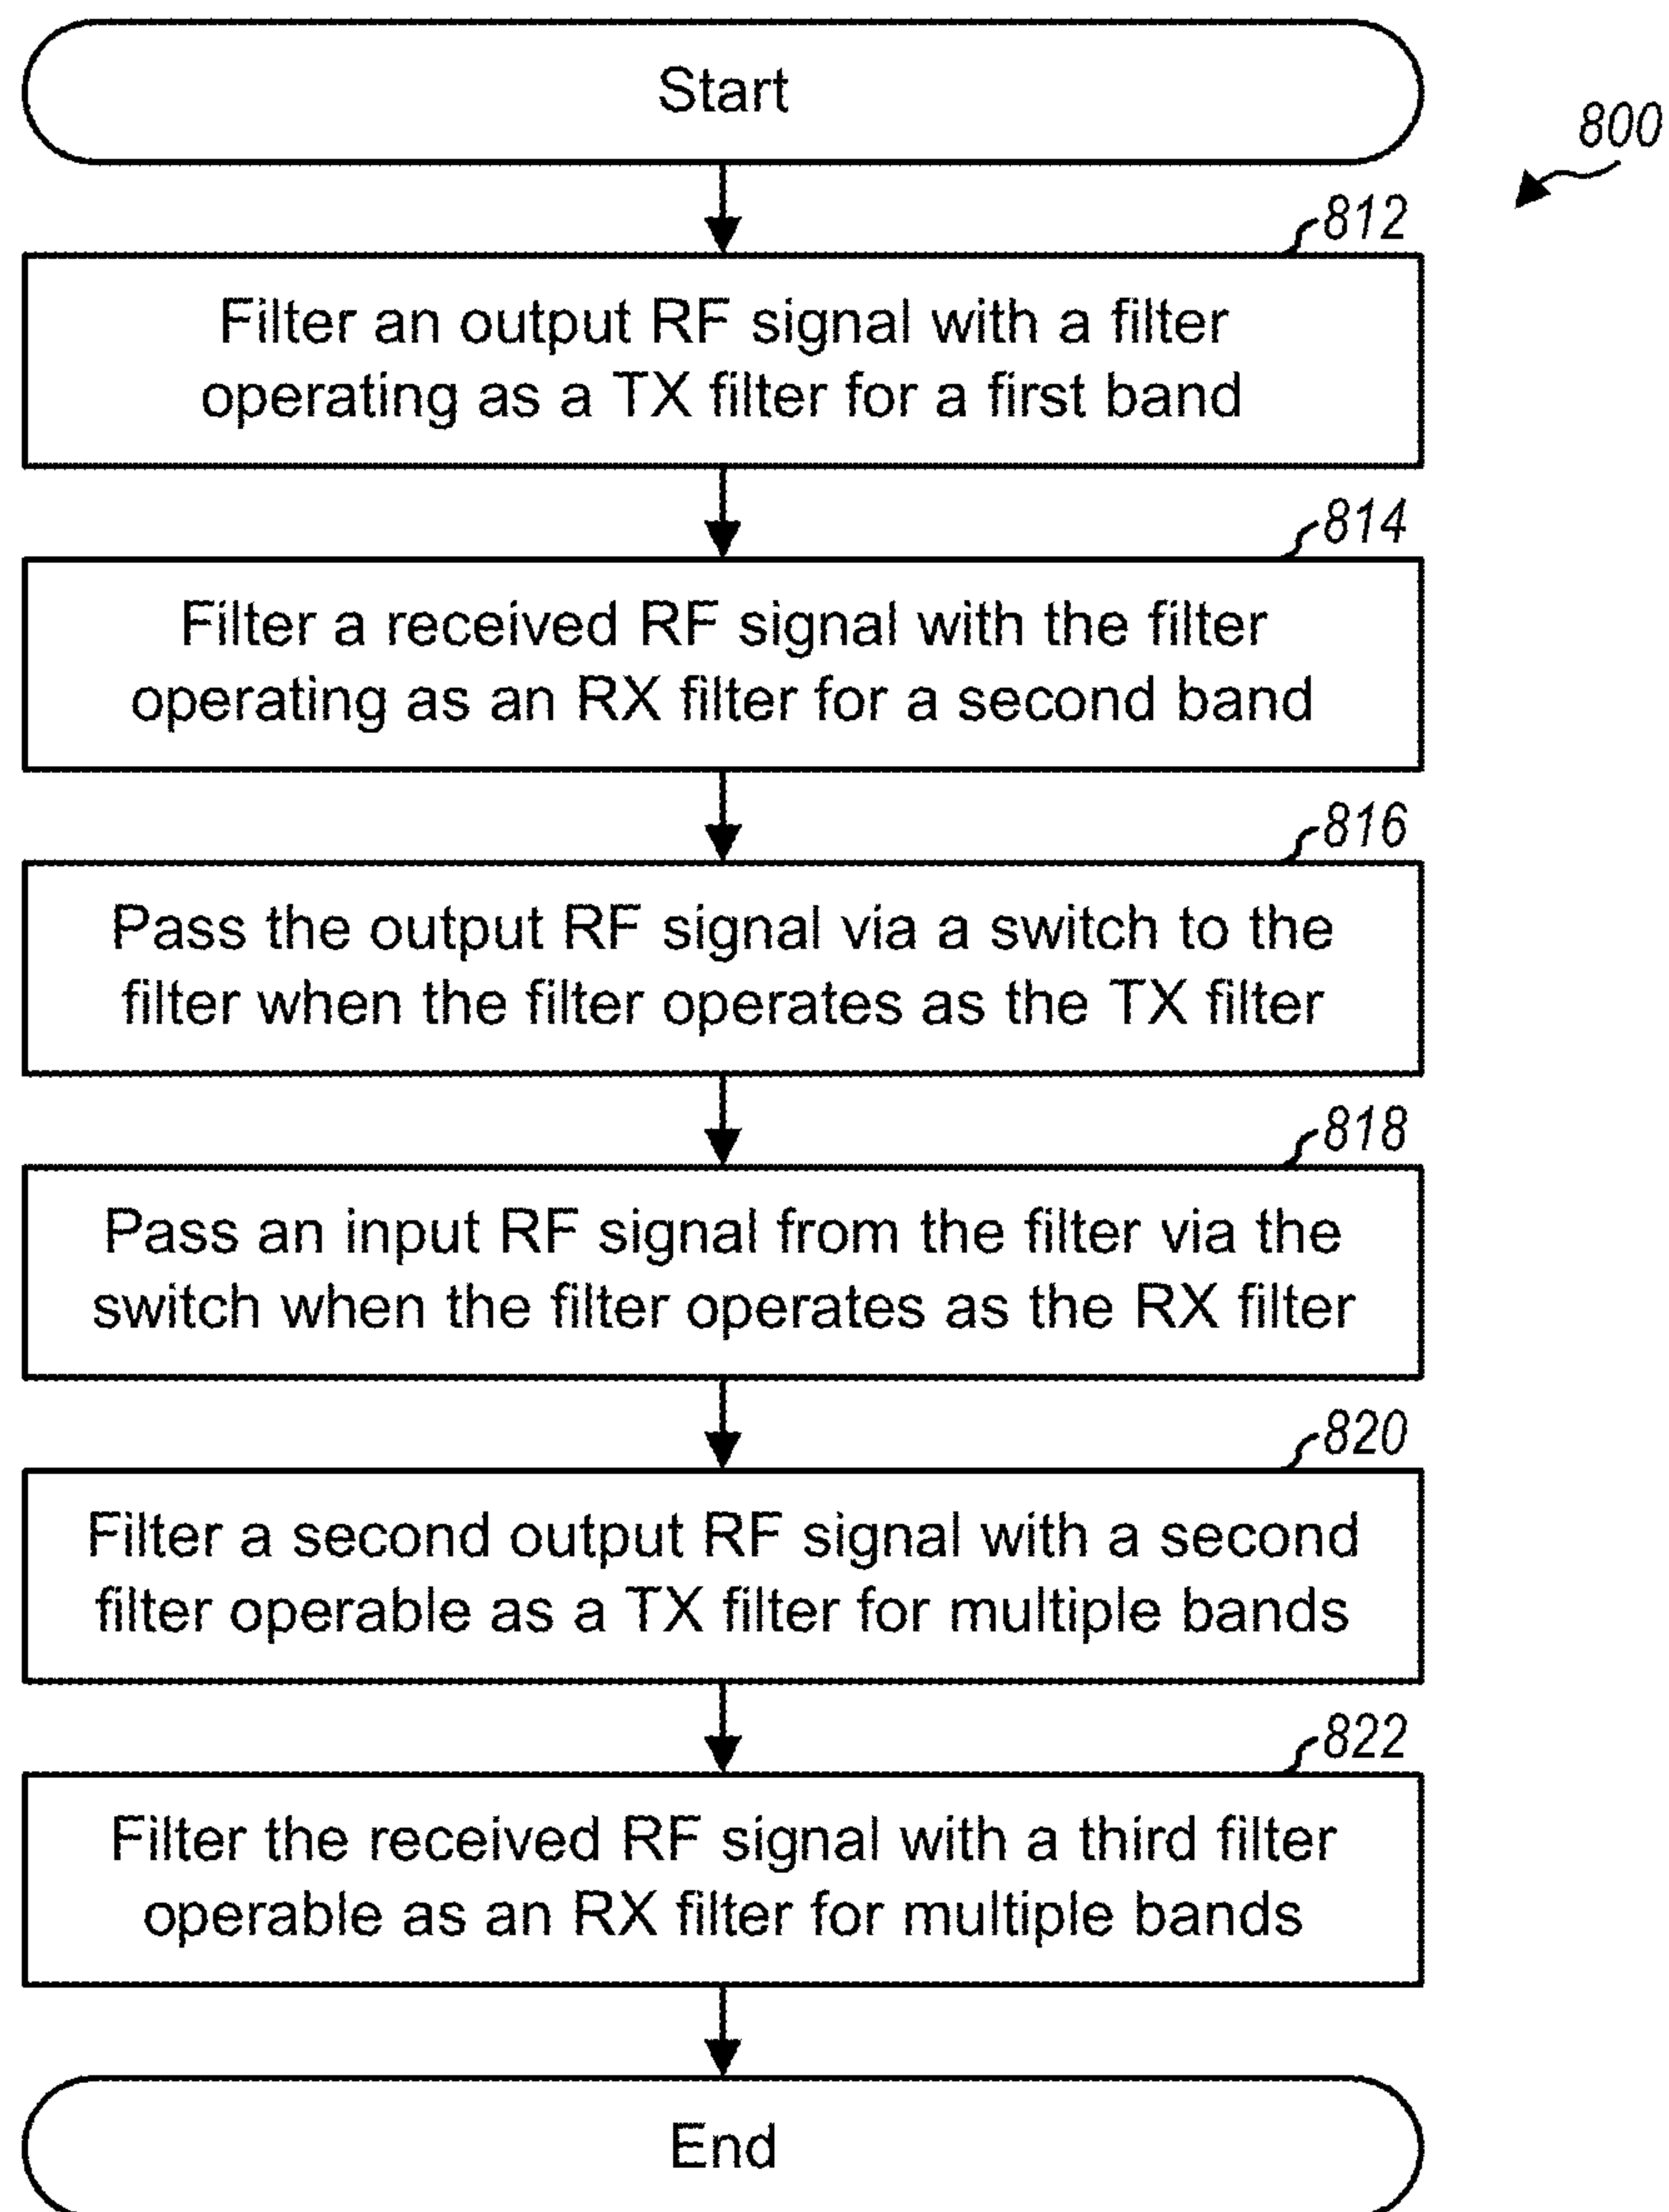 Start
800
812
Filter an output RF signal with a filter
operating as a TX filter for a first band
814
Filter a received RF signal with the filter
operating as an RX filter for a second band
816
Pass the output RF signal via a switch to the
filter when the filter operates as the TX filter
818
Pass an input RF signal from the filter via the
switch when the filter operates as the RX filter
820
Filter a second output RF signal with a second
filter operable as a TX filter for multiple bands
822
Filter the received RF signal with a third filter
operable as an RX filter for multiple bands
End